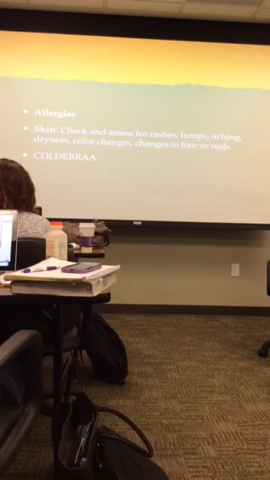 • Allergies
• Skin: Check and assess for rashes, lumps, itching,
dryness, color changes, changes in hair or nails.
• COLDERRAA